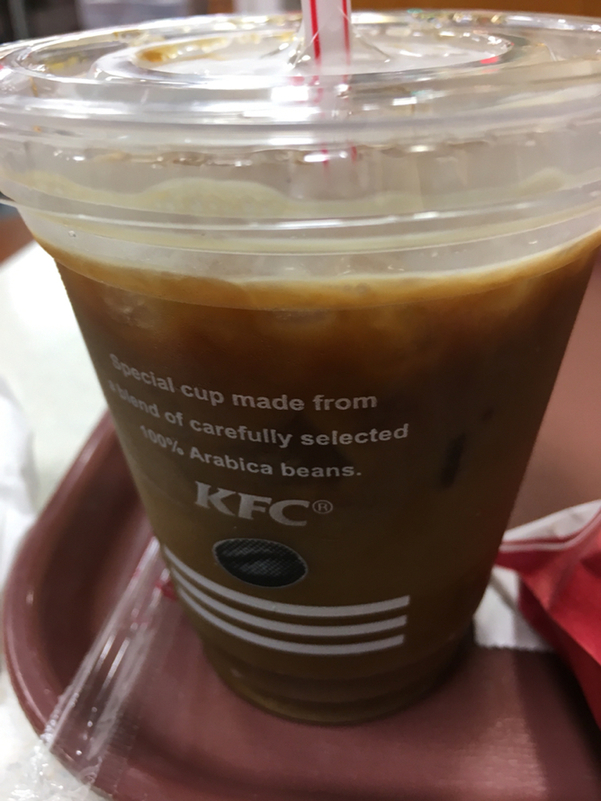 Special cup made from
a blend of carefully selected
100% Arabica beans.
KFC®